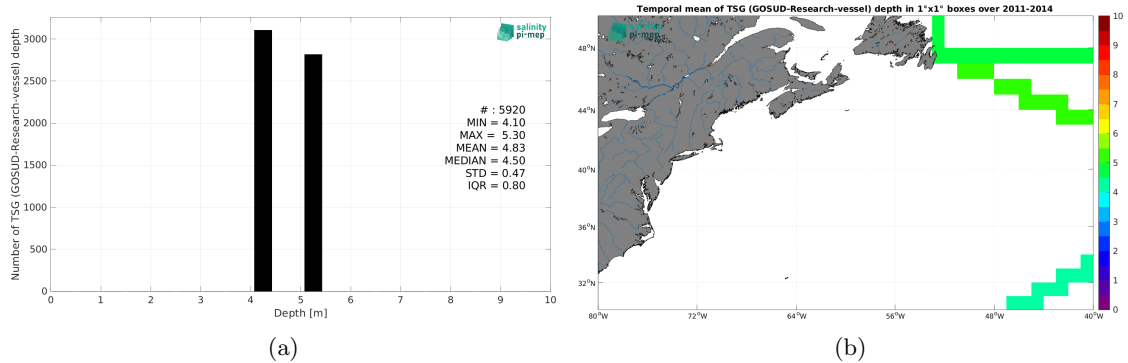 salinity
pi-mep
Number of TSG (GOSUD-Research-vessel) depth
3000
2500
2000
1500
1000
500
0
# : 5920
MIN = 4.10
MAX = 5.30
MEAN = 4.83
MEDIAN = 4.50
STD = 0.47
IQR = 0.80
0 1 2 3 4 5 6 7 8 9 10
Depth [m]
(a)
Temporal mean of TSG (GOSUD-Research-vessel) depth in 1°x1° boxes over 2011-2014
salinity
pi-mep
48°N
44°N
40°N
36°N
32°N
80°W 72°W 64°W 56°W 48°W 40°W
10
9
8
7
6
5
4
3
2
1
0
(b)